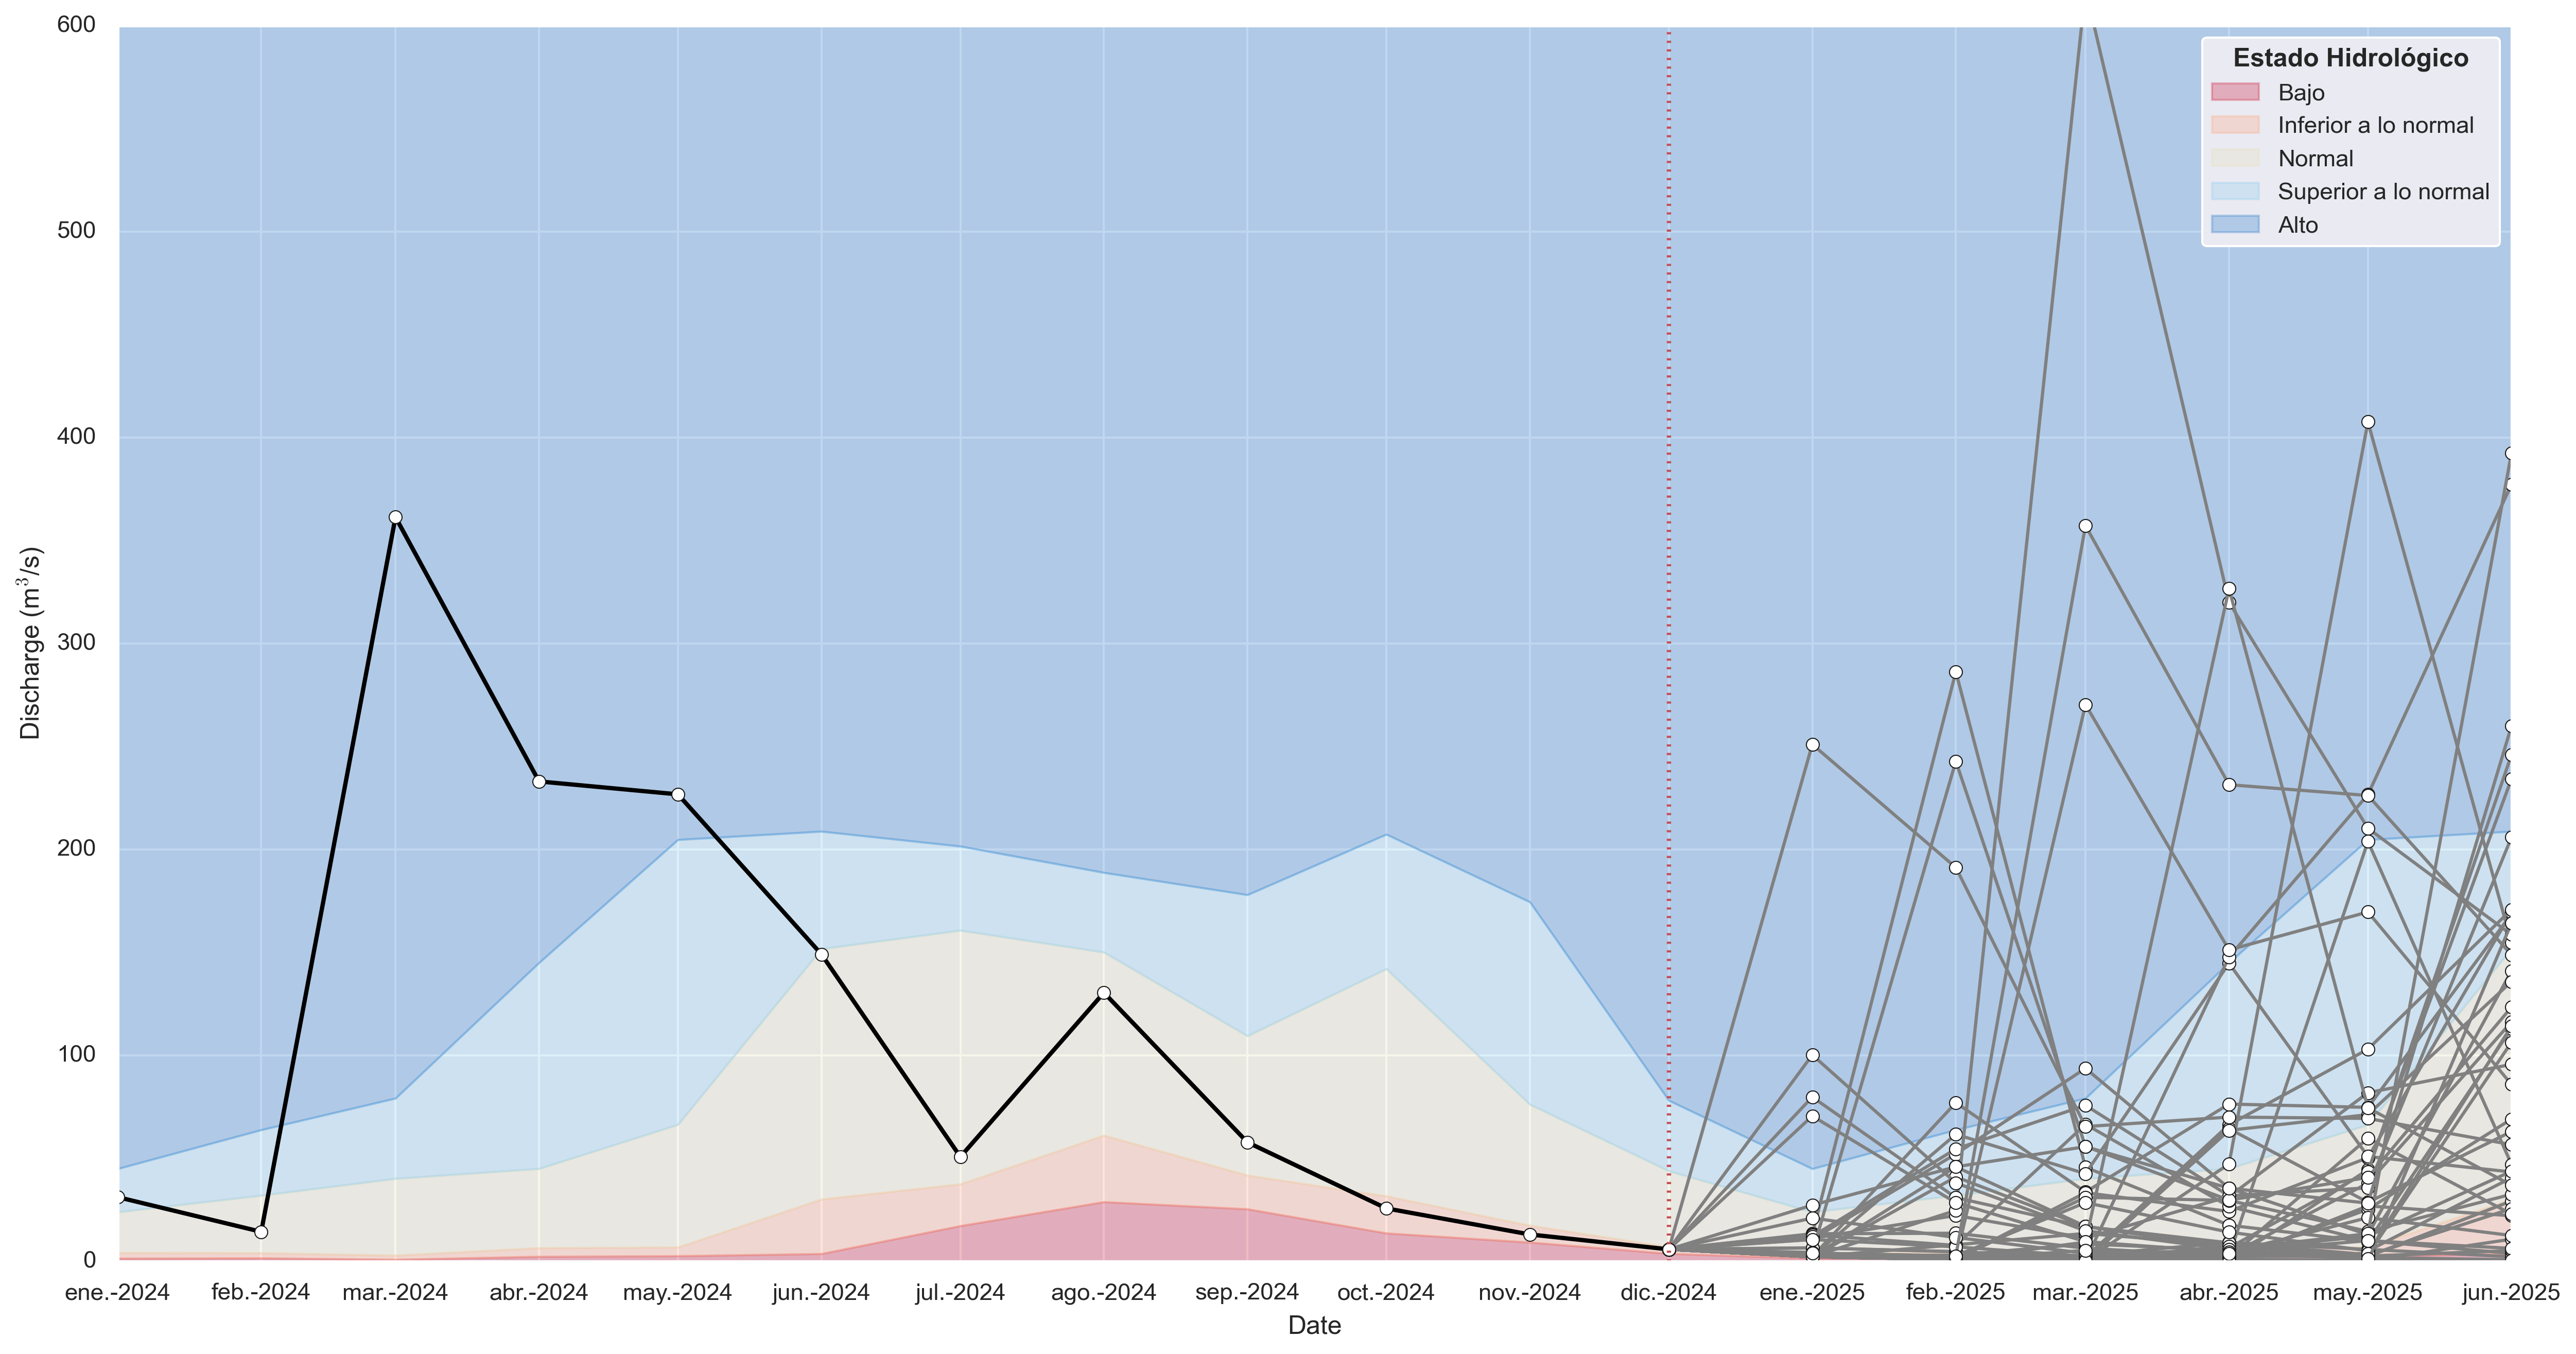 600
500
400
300
200
100
0
Discharge (m³/s)
Estado Hidrológico
Bajo
Inferior a lo normal
Normal
Superior a lo normal
Alto
ene.-2024 feb.-2024 mar.-2024 abr.-2024 may.-2024 jun.-2024 jul.-2024 ago.-2024 sep.-2024 oct.-2024 nov.-2024 dic.-2024 ene.-2025 feb.-2025 mar.-2025 abr.-2025 may.-2025 jun.-2025
Date